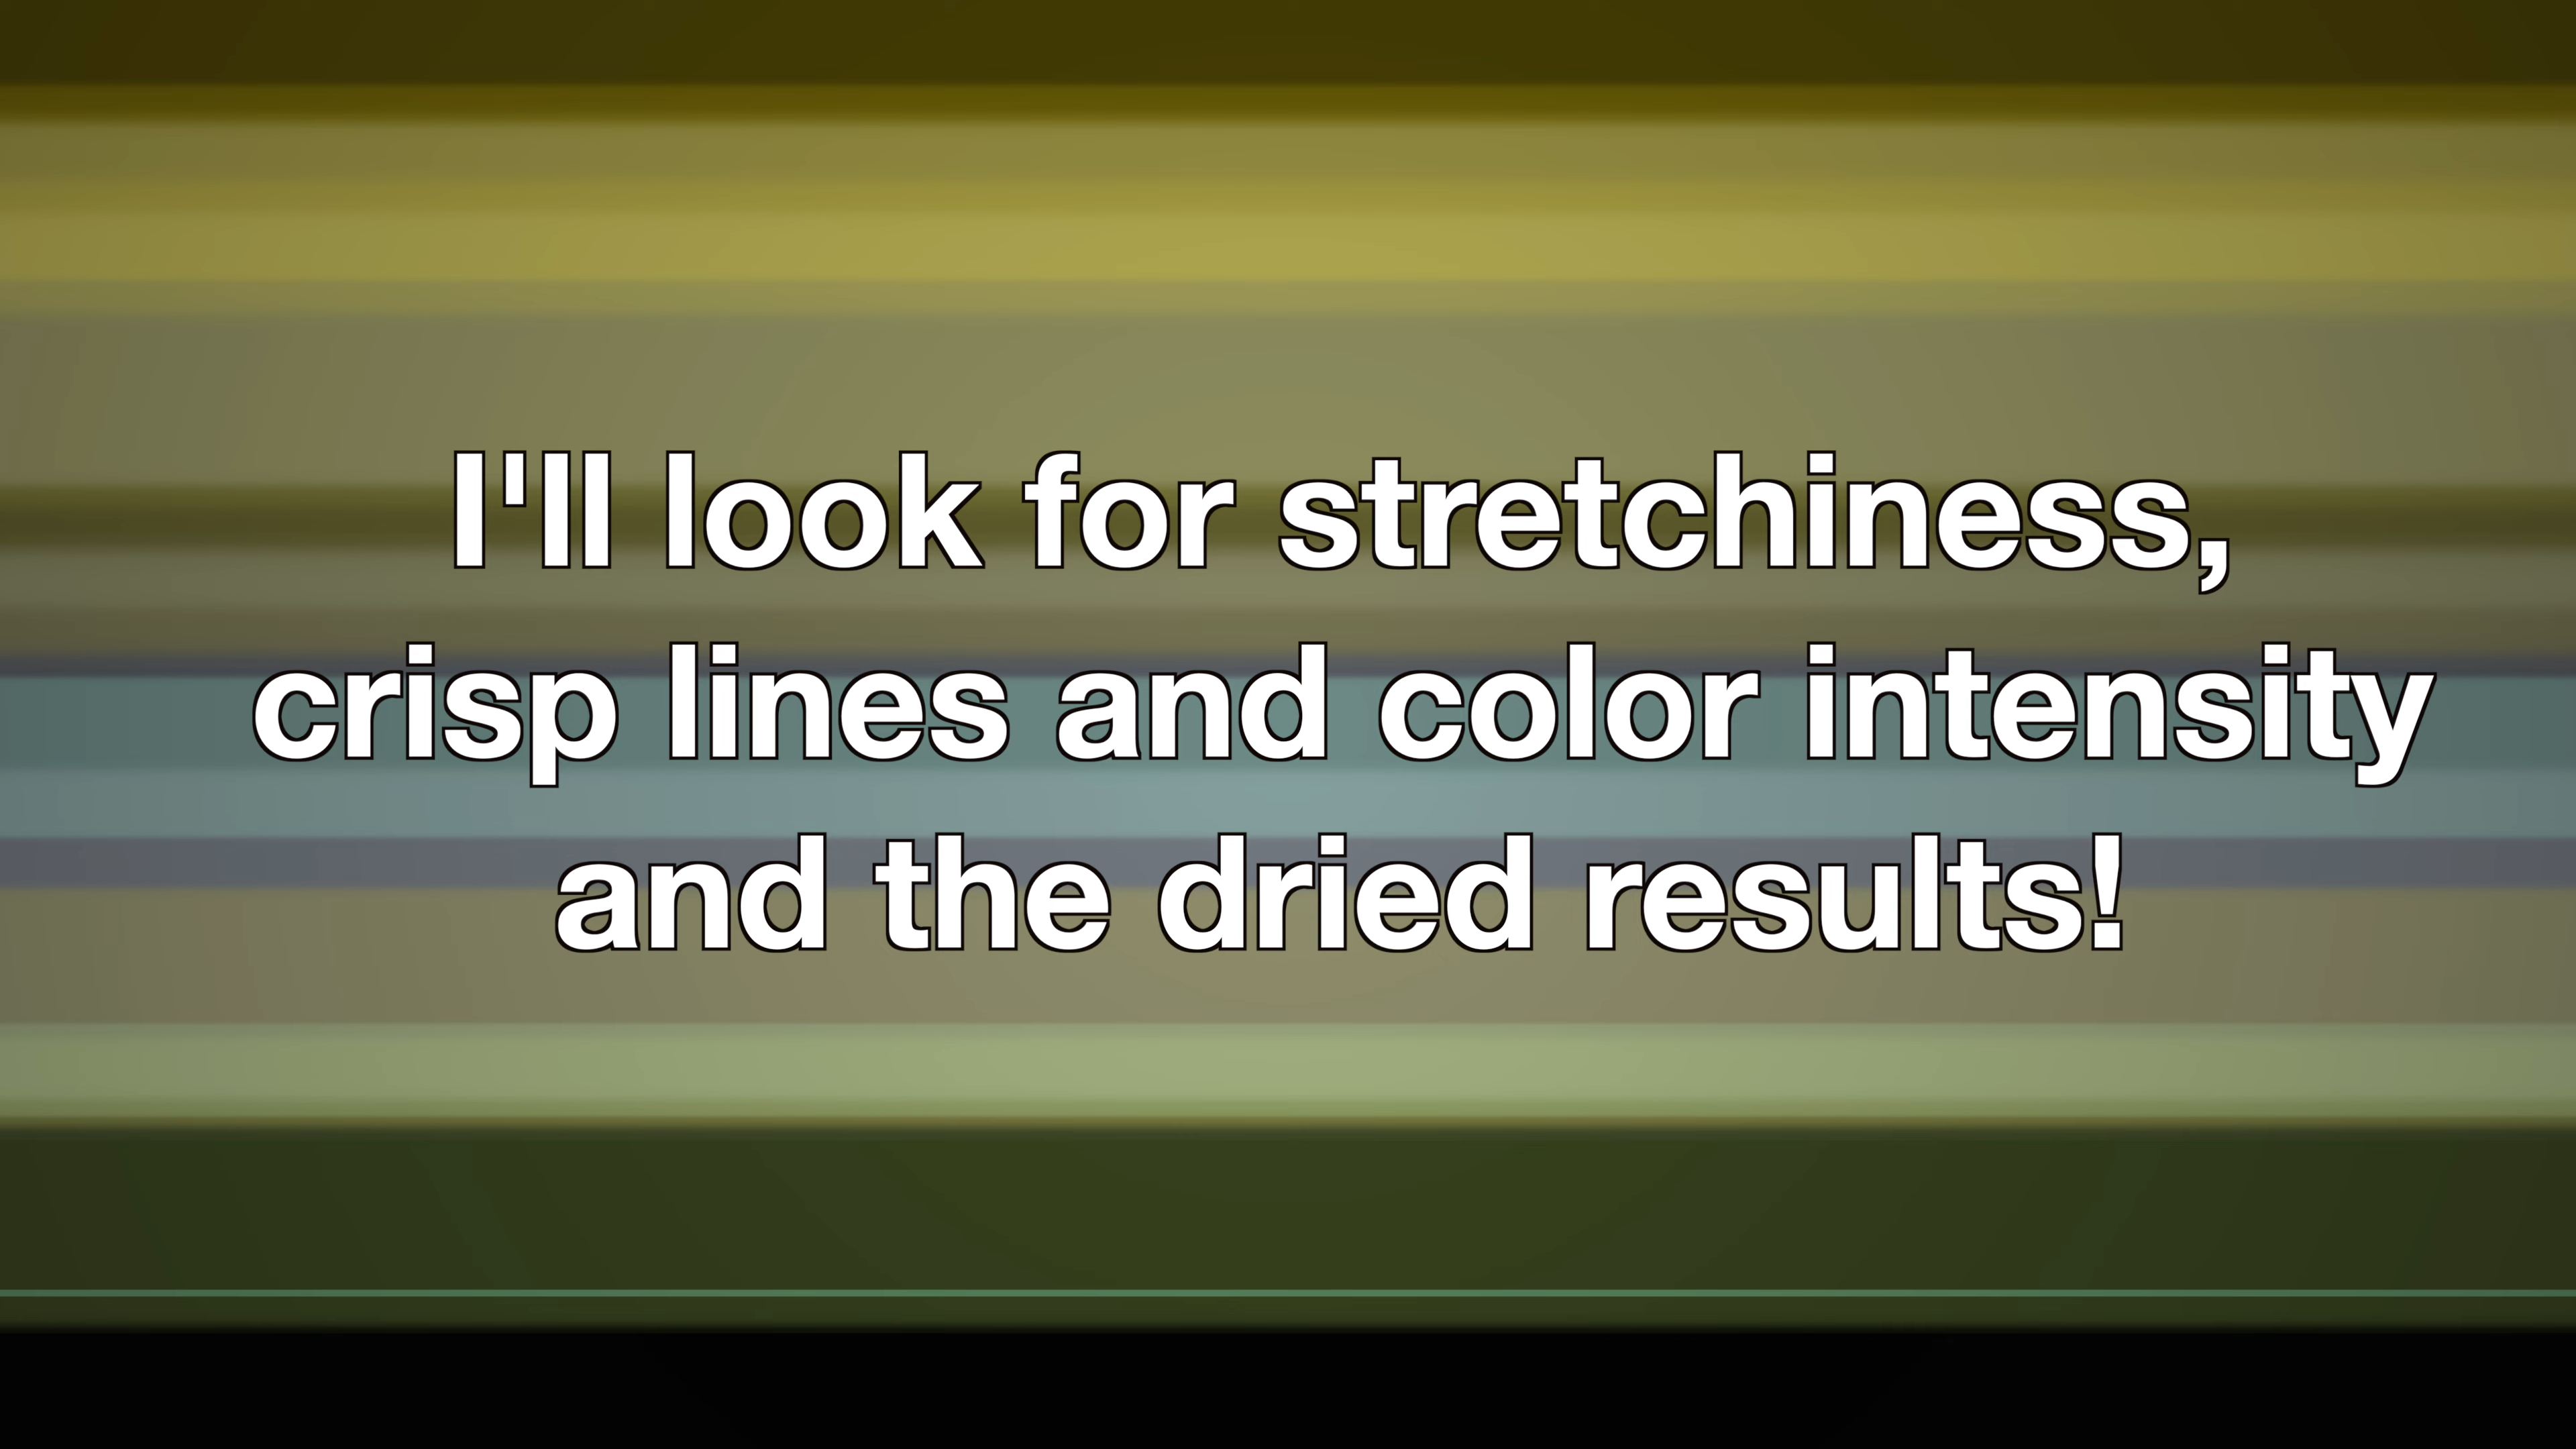 I'll look for stretchiness,
crisp lines and color intensity
and the dried results!